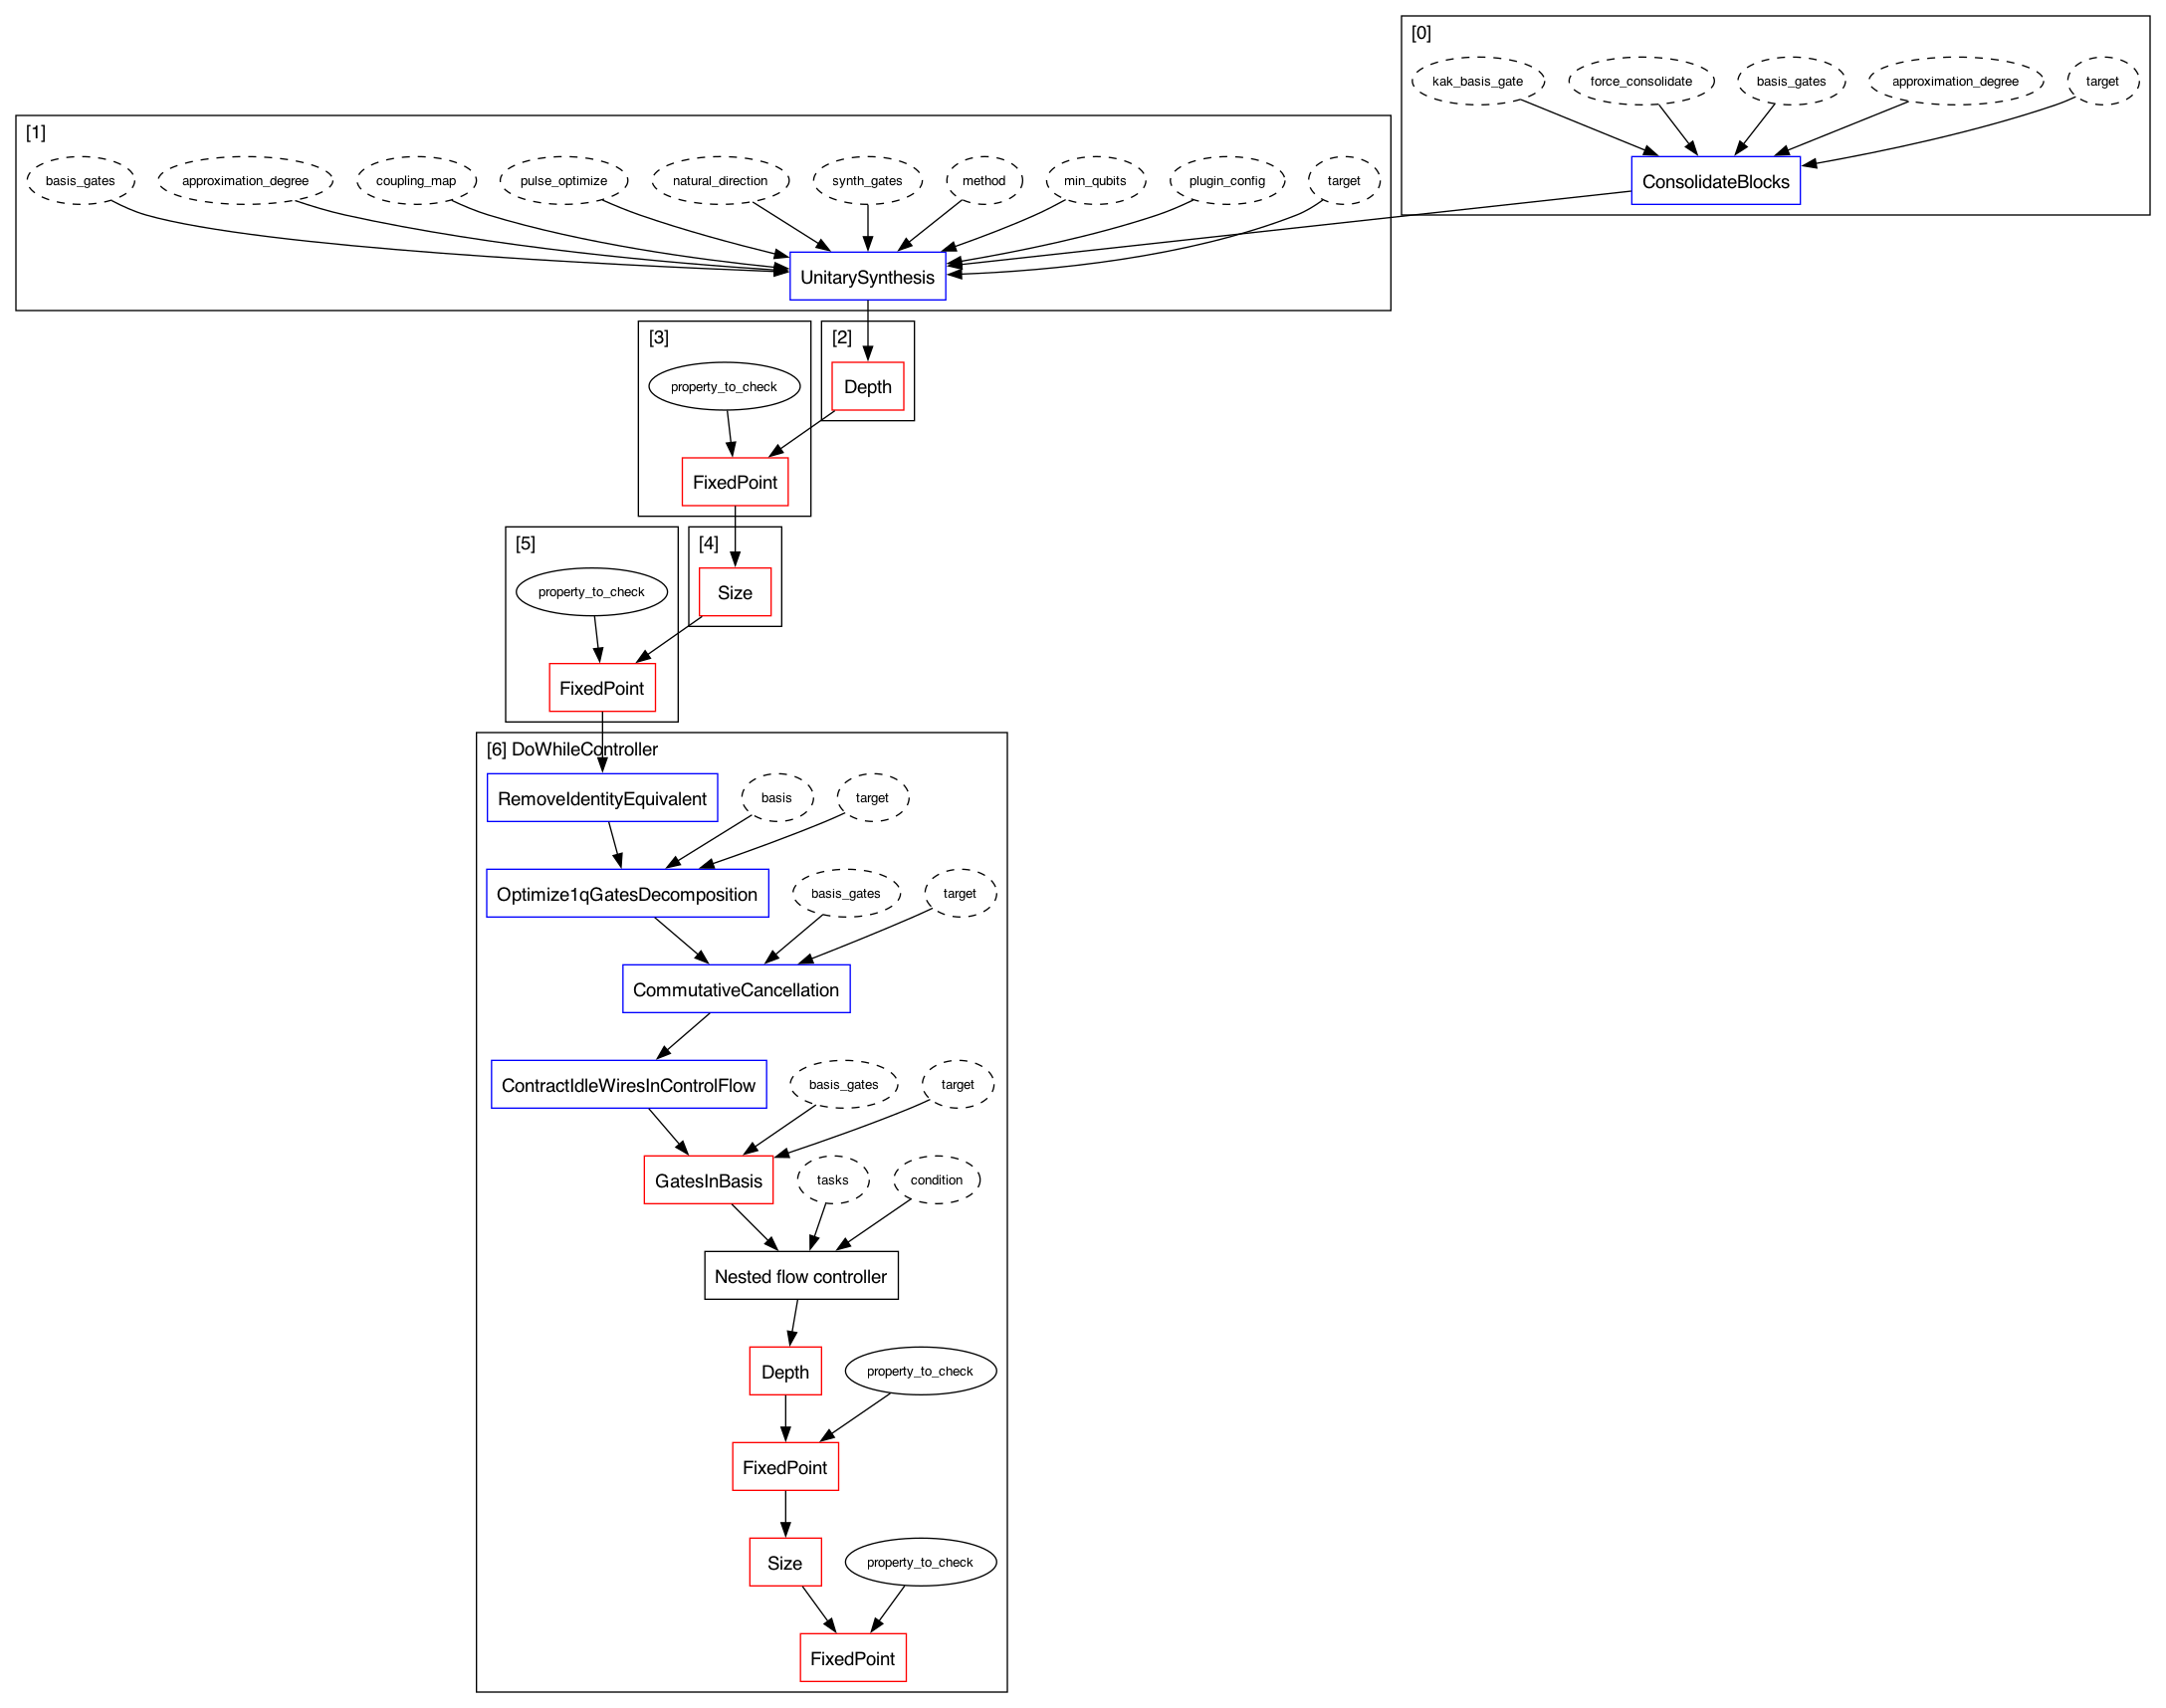 [0]
kak_basis_gate
force_consolidate
basis_gates
approximation_degree
target
ConsolidateBlocks
[1]
basis_gates
approximation_degree
coupling_map
pulse_optimize
natural_direction
synth_gates
method
min_qubits
plugin_config
target
UnitarySynthesis
[2]
Depth
[3]
property_to_check
FixedPoint
[4]
Size
[5]
property_to_check
FixedPoint
[6] DoWhileController
RemoveIdentityEquivalent
basis
target
Optimize1qGatesDecomposition
basis_gates
target
CommutativeCancellation
ContractIdleWiresInControlFlow
basis_gates
target
GatesInBasis
tasks
condition
Nested flow controller
Depth
property_to_check
FixedPoint
Size
property_to_check
FixedPoint